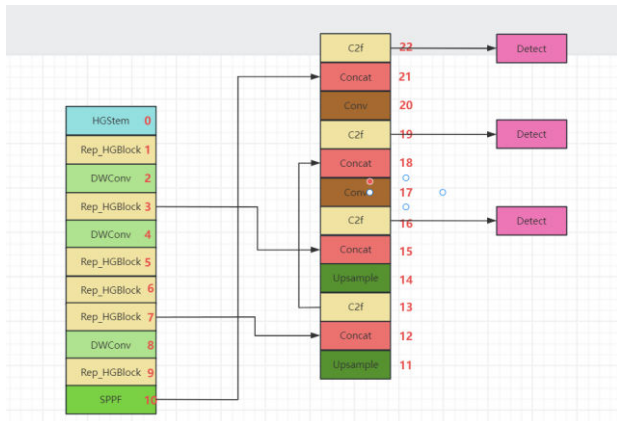 HGStem 0
Rep_HGBlock 1
DWConv 2
Rep_HGBlock 3
DWConv 4
Rep_HGBlock 5
Rep_HGBlock 6
Rep_HGBlock 7
DWConv 8
Rep_HGBlock 9
SPPF 10
C2f 22
Concat 21
Conv 20
C2f 19
Concat 18
Conv 17
C2f 16
Concat 15
Upsample 14
C2f 13
Concat 12
Upsample 11
Detect
Detect
Detect